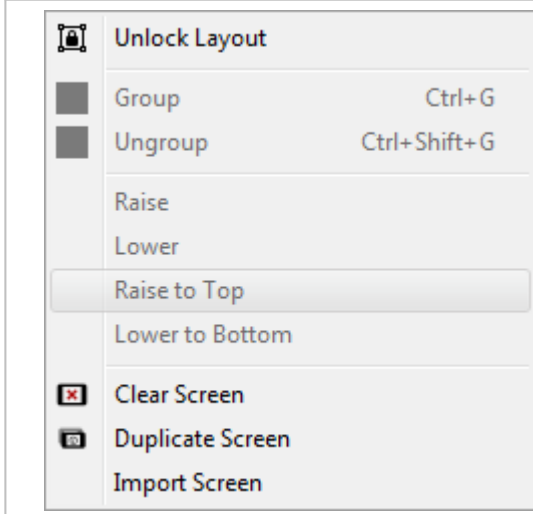 Unlock Layout
Group Ctrl+G
Ungroup Ctrl+Shift+G
Raise
Lower
Raise to Top
Lower to Bottom
Clear Screen
Duplicate Screen
Import Screen